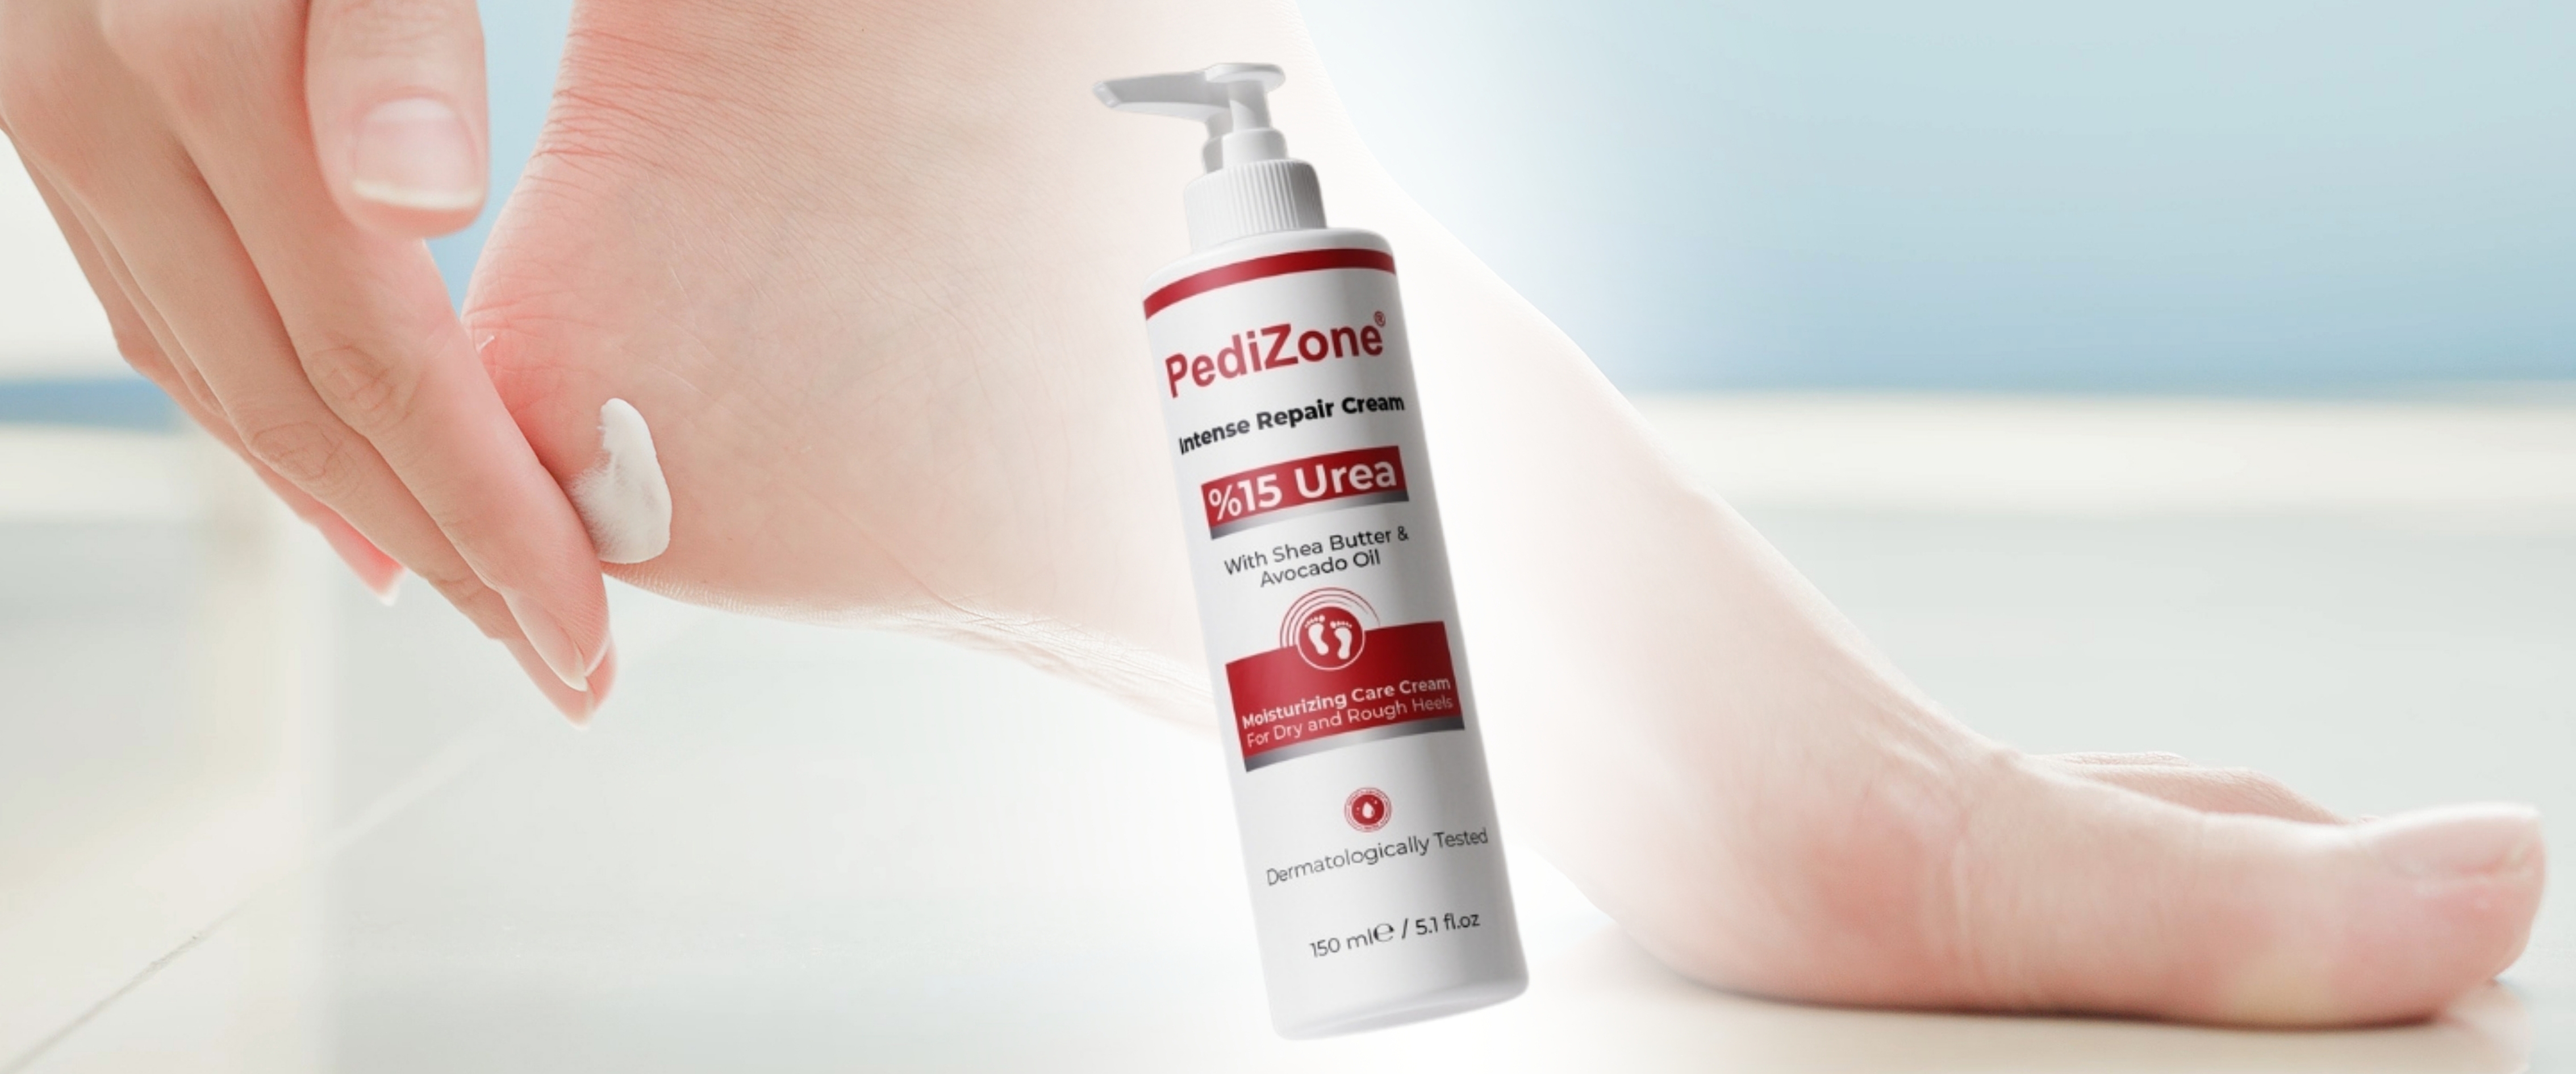 PediZone®
Intense Repair Cream
%15 Urea
With Shea Butter &
Avocado Oil
Moisturizing Care Cream
For Dry and Rough Heels
Dermatologically Tested
150 ml℮ / 5.1 fl.oz